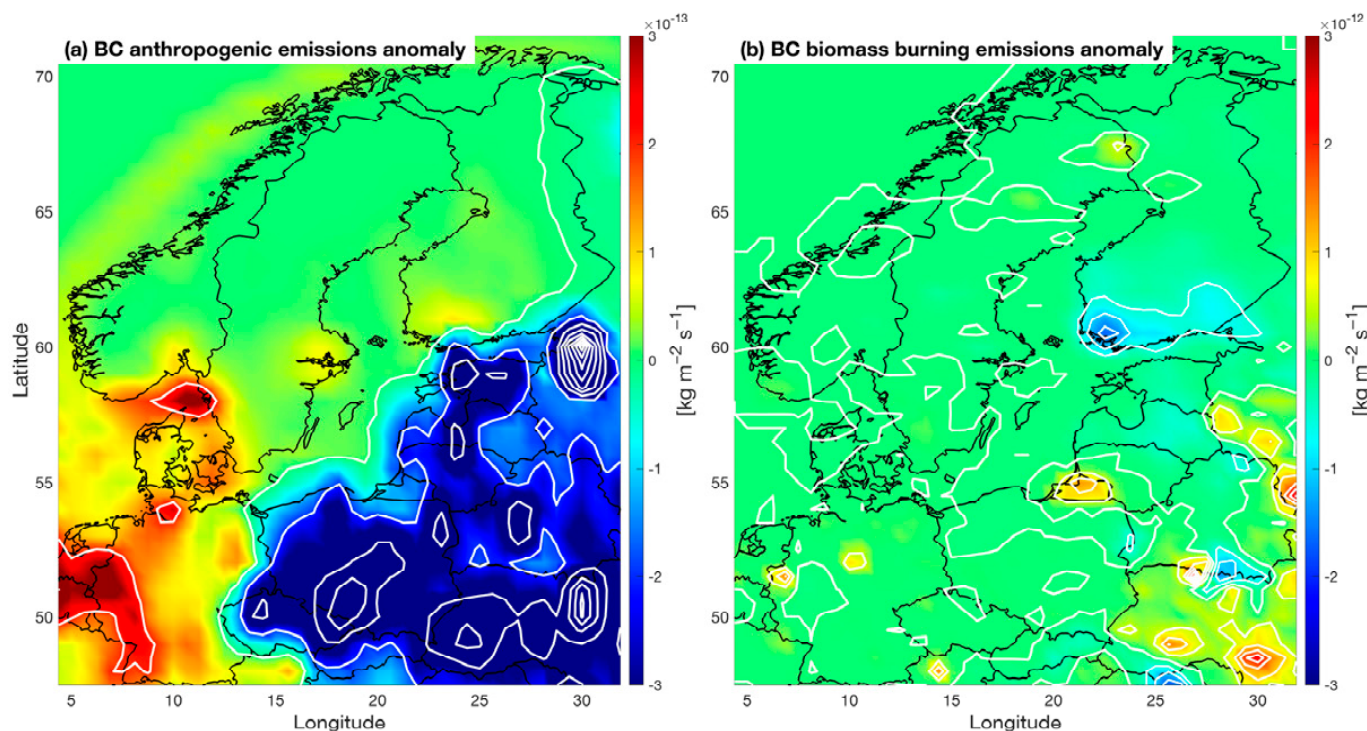 (a) BC anthropogenic emissions anomaly
×10⁻¹³
3
2
1
0
-1
-2
-3
[kg m⁻² s⁻¹]
70
65
60
55
50
Latitude
5 10 15 20 25 30
Longitude
(b) BC biomass burning emissions anomaly
×10⁻¹²
3
2
1
0
-1
-2
-3
[kg m⁻² s⁻¹]
70
65
60
55
50
5 10 15 20 25 30
Longitude